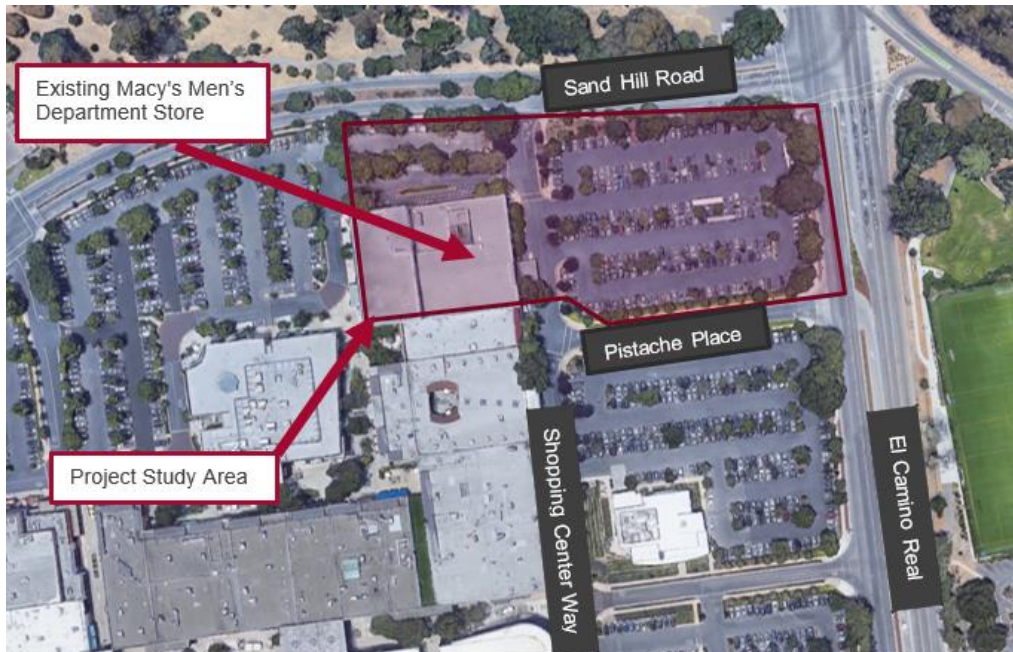 Sand Hill Road
Existing Macy's Men's
Department Store
Pistache Place
Project Study Area
Shopping Center Way
El Camino Real